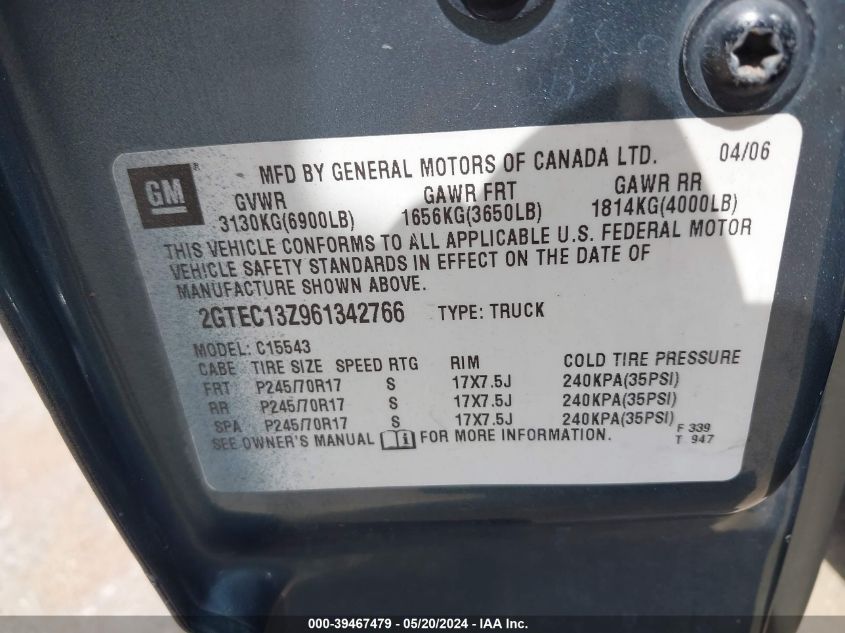 GM
MFD BY GENERAL MOTORS OF CANADA LTD. 04/06
GVWR GAWR FRT GAWR RR
3130KG(6900LB) 1656KG(3650LB) 1814KG(4000LB)
THIS VEHICLE CONFORMS TO ALL APPLICABLE U.S. FEDERAL MOTOR
VEHICLE SAFETY STANDARDS IN EFFECT ON THE DATE OF
MANUFACTURE SHOWN ABOVE.
2GTEC13Z961342766 TYPE: TRUCK
MODEL: C15543
CABE TIRE SIZE SPEED RTG RIM COLD TIRE PRESSURE
FRT P245/70R17 S 17X7.5J 240KPA(35PSI)
RR P245/70R17 S 17X7.5J 240KPA(35PSI)
SPA P245/70R17 S 17X7.5J 240KPA(35PSI)
SEE OWNER'S MANUAL FOR MORE INFORMATION.
F 339
T 947
000-39467479 - 05/20/2024 - IAA Inc.